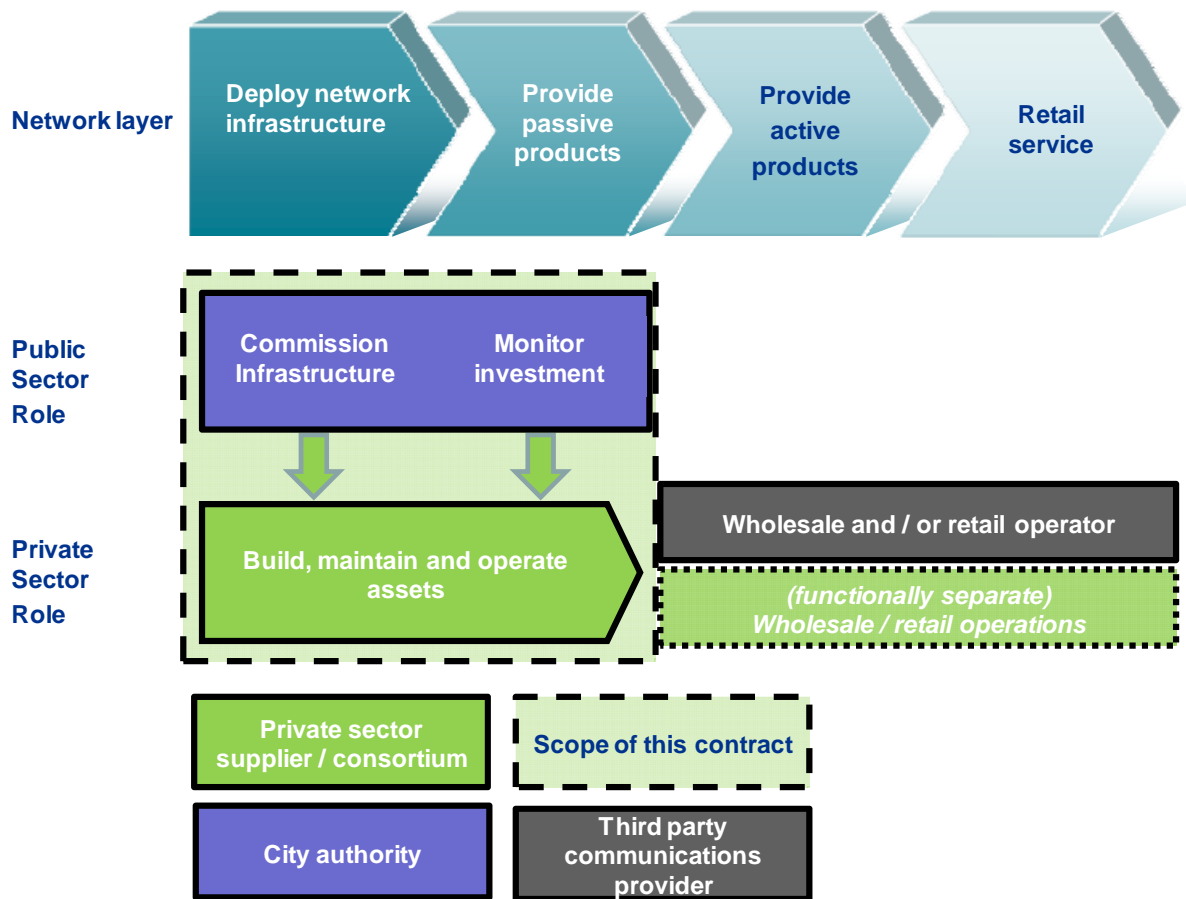 Network layer
Deploy network
infrastructure
Provide
passive
products
Provide
active
products
Retail
service
Public
Sector
Role
Commission
Infrastructure
Monitor
investment
Private
Sector
Role
Build, maintain and operate
assets
Wholesale and / or retail operator
(functionally separate)
Wholesale / retail operations
Private sector
supplier / consortium
Scope of this contract
City authority
Third party
communications
provider